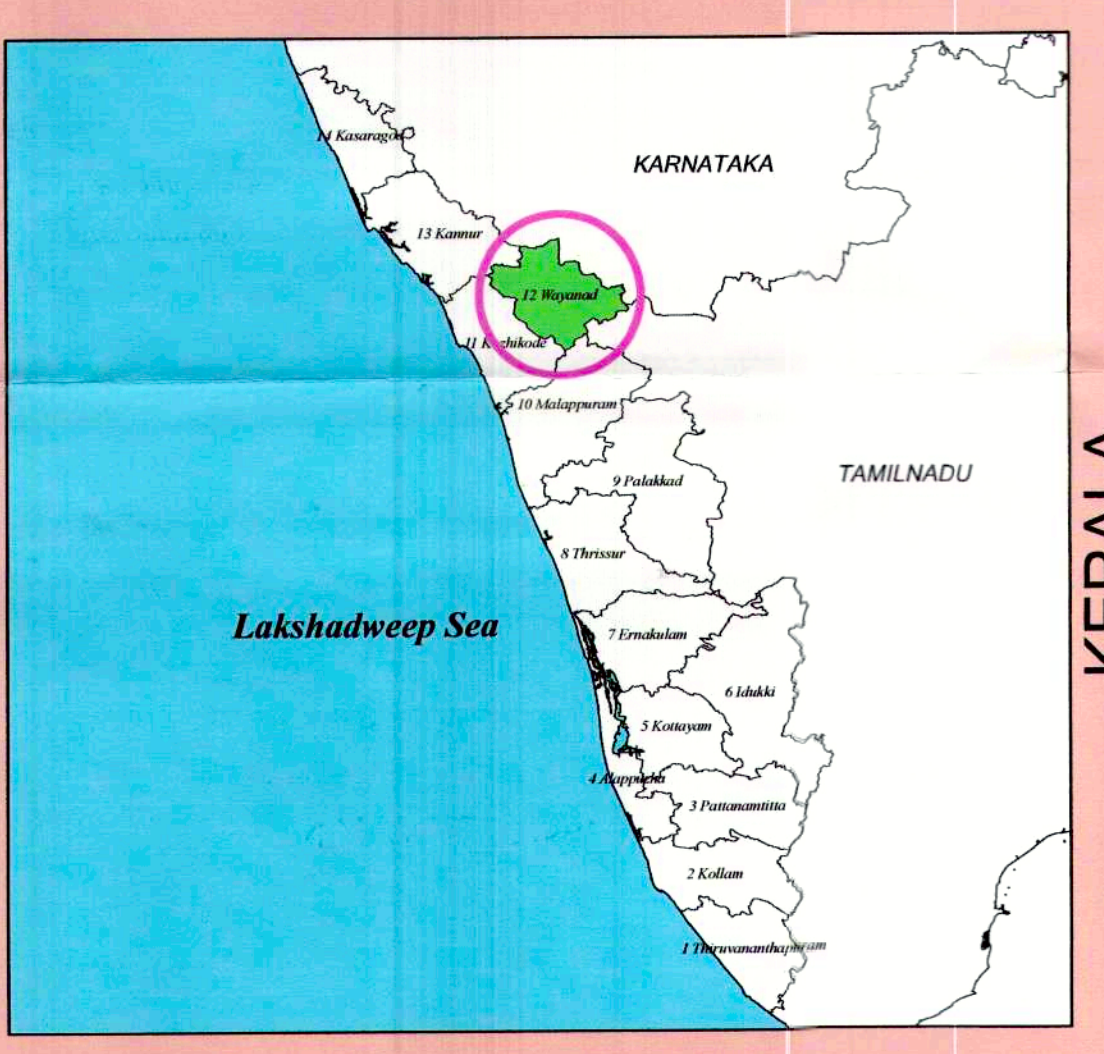 14 Kasaragod
KARNATAKA
13 Kannur
12 Wayanad
11 Kozhikode
10 Malappuram
TAMILNADU
9 Palakkad
8 Thrissur
Lakshadweep Sea
7 Ernakulam
6 Idukki
5 Kottayam
4 Alappuzha
3 Pattanamtitta
2 Kollam
1 Thiruvananthapuram
KERALA